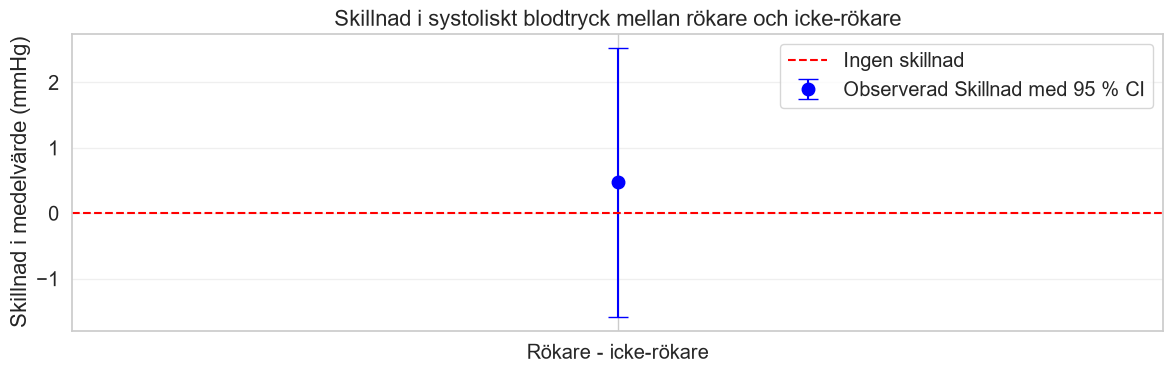 Skillnad i systoliskt blodtryck mellan rökare och icke-rökare
Skillnad i medelvärde (mmHg)
2
1
0
−1
Ingen skillnad
Observerad Skillnad med 95 % CI
Rökare - icke-rökare